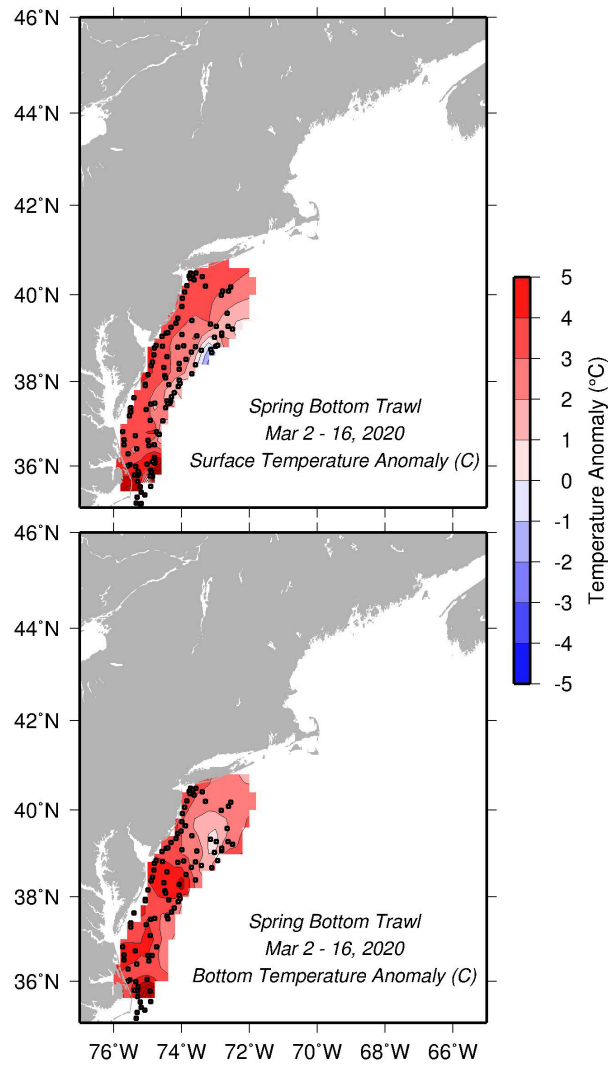 46˚N
44˚N
42˚N
40˚N
38˚N
36˚N
Spring Bottom Trawl
Mar 2 - 16, 2020
Surface Temperature Anomaly (C)
46˚N
44˚N
42˚N
40˚N
38˚N
36˚N
Spring Bottom Trawl
Mar 2 - 16, 2020
Bottom Temperature Anomaly (C)
76˚W 74˚W 72˚W 70˚W 68˚W 66˚W
5
4
3
2
1
0
-1
-2
-3
-4
-5
Temperature Anomaly (°C)